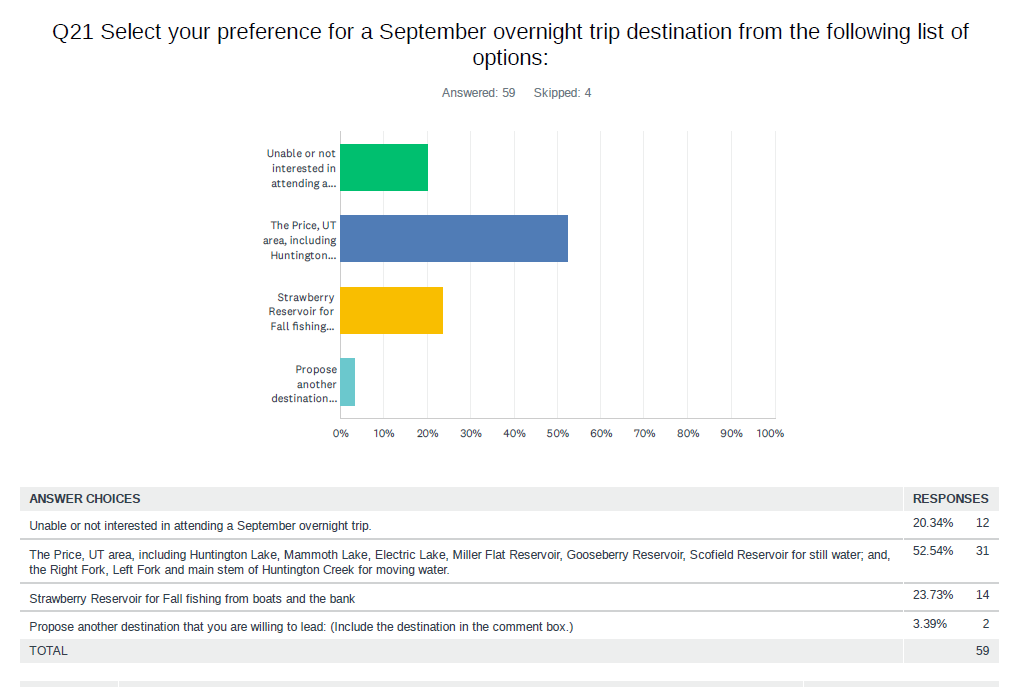 Q21 Select your preference for a September overnight trip destination from the following list of
options:
Answered: 59 Skipped: 4
Unable or not
interested in
attending a...
The Price, UT
area, including
Huntington...
Strawberry
Reservoir for
Fall fishing...
Propose
another
destination...
0% 10% 20% 30% 40% 50% 60% 70% 80% 90% 100%
ANSWER CHOICES RESPONSES
Unable or not interested in attending a September overnight trip. 20.34% 12
The Price, UT area, including Huntington Lake, Mammoth Lake, Electric Lake, Miller Flat Reservoir, Gooseberry Reservoir, Scofield Reservoir for still water; and, 52.54% 31
the Right Fork, Left Fork and main stem of Huntington Creek for moving water.
Strawberry Reservoir for Fall fishing from boats and the bank 23.73% 14
Propose another destination that you are willing to lead: (Include the destination in the comment box.) 3.39% 2
TOTAL 59